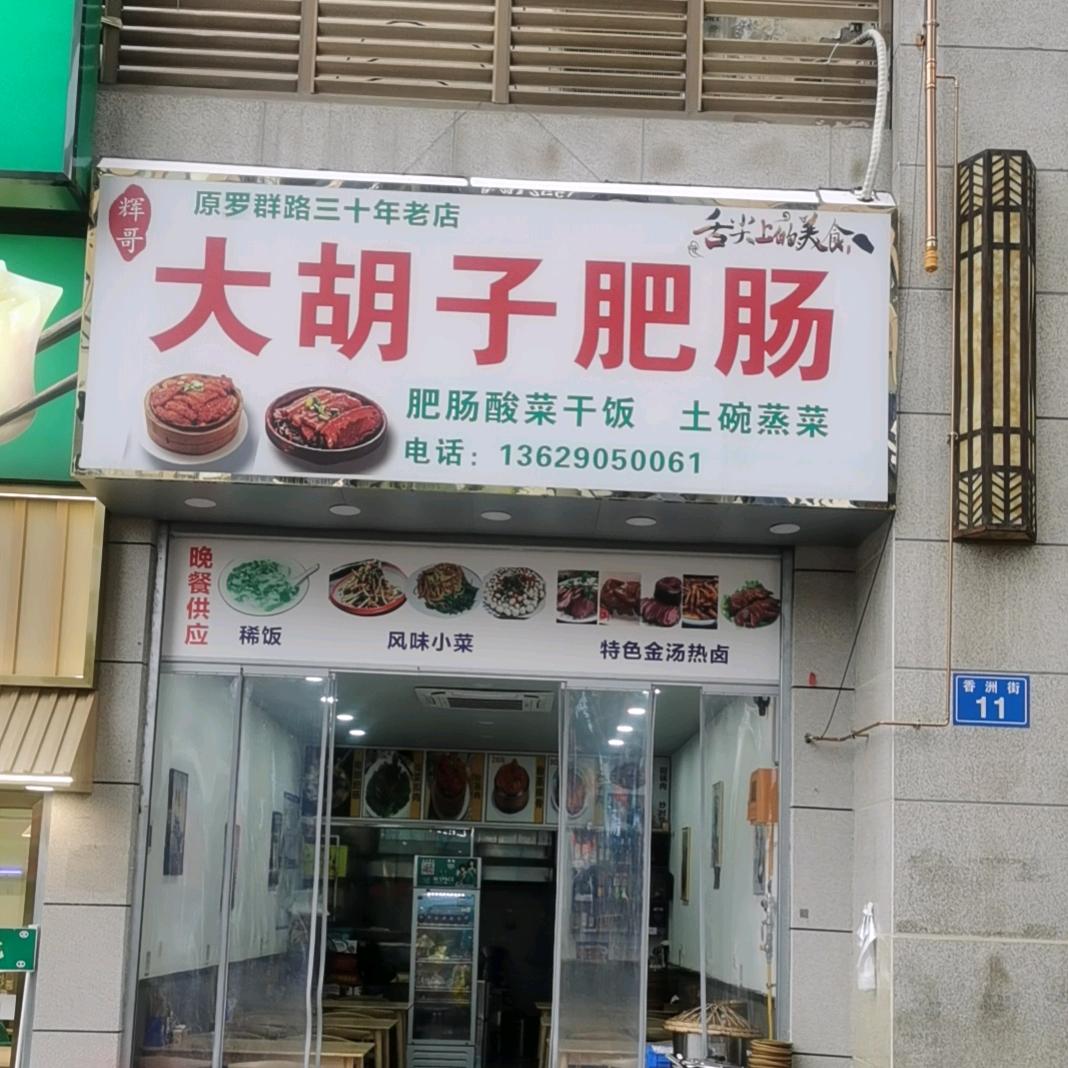 辉哥
原罗群路三十年老店
舌尖上的美食
大胡子肥肠
肥肠酸菜干饭 土碗蒸菜
电话：13629050061
晚餐供应
稀饭
风味小菜
特色金汤热卤
香洲街
11